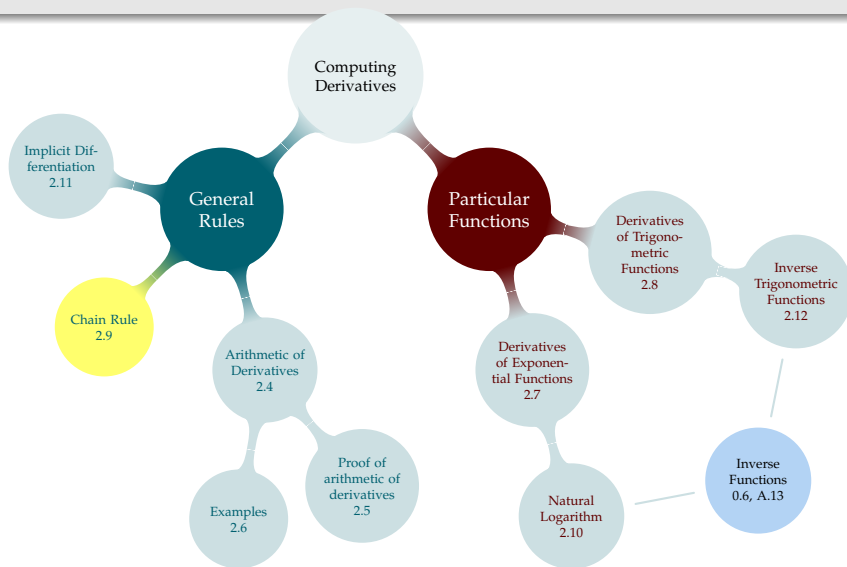 Computing
Derivatives
Implicit Dif-
ferentiation
2.11
General
Rules
Particular
Functions
Derivatives
of Trigono-
metric
Functions
2.8
Inverse
Trigonometric
Functions
2.12
Chain Rule
2.9
Arithmetic of
Derivatives
2.4
Derivatives
of Exponen-
tial Functions
2.7
Examples
2.6
Proof of
arithmetic of
derivatives
2.5
Natural
Logarithm
2.10
Inverse
Functions
0.6, A.13